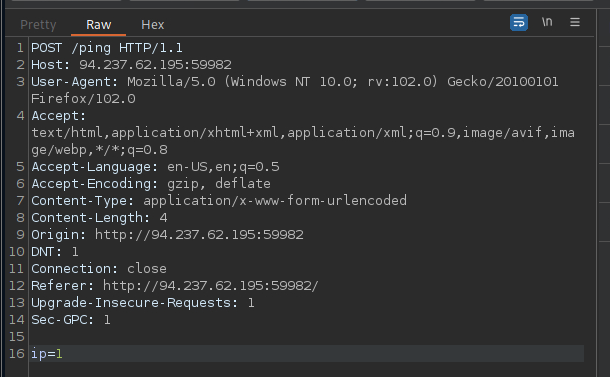 Pretty Raw Hex \n
1 POST /ping HTTP/1.1
2 Host: 94.237.62.195:59982
3 User-Agent: Mozilla/5.0 (Windows NT 10.0; rv:102.0) Gecko/20100101
Firefox/102.0
4 Accept:
text/html,application/xhtml+xml,application/xml;q=0.9,image/avif,ima
ge/webp,*/*;q=0.8
5 Accept-Language: en-US,en;q=0.5
6 Accept-Encoding: gzip, deflate
7 Content-Type: application/x-www-form-urlencoded
8 Content-Length: 4
9 Origin: http://94.237.62.195:59982
10 DNT: 1
11 Connection: close
12 Referer: http://94.237.62.195:59982/
13 Upgrade-Insecure-Requests: 1
14 Sec-GPC: 1
15
16 ip=1